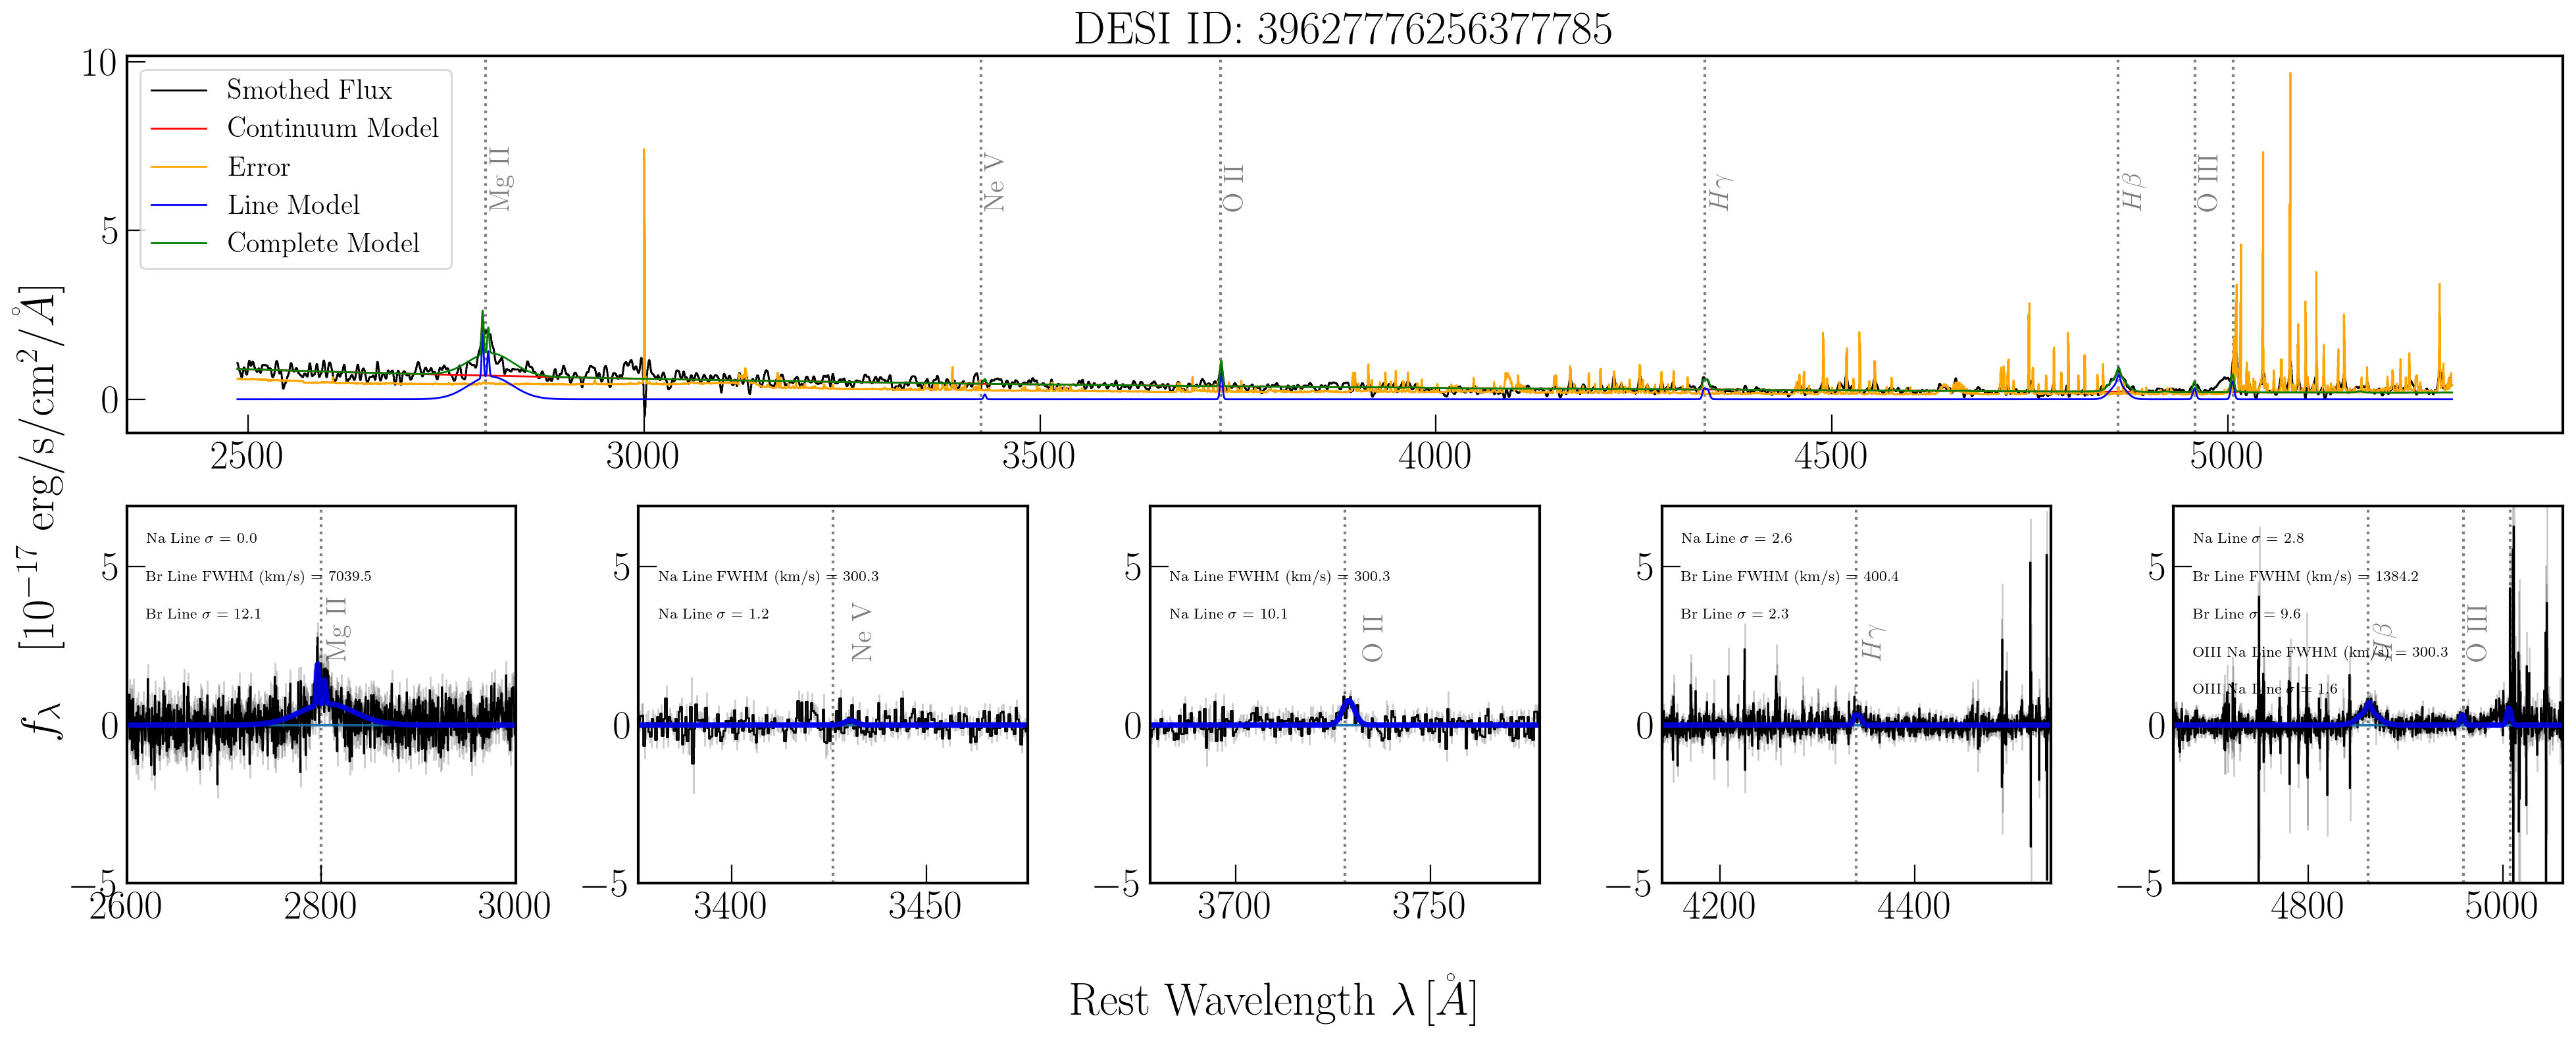 DESI ID: 39627776256377785
10
5
0
Smothed Flux
Continuum Model
Error
Line Model
Complete Model
Mg II
Ne V
O II
Hγ
Hβ
O III
2500 3000 3500 4000 4500 5000
f_λ [10^{-17} erg/s/cm^2/Å]
Na Line σ = 0.0
Br Line FWHM (km/s) = 7039.5
Br Line σ = 12.1
Mg II
5
0
−5
2600 2800 3000
Na Line FWHM (km/s) = 300.3
Na Line σ = 1.2
Ne V
5
0
−5
3400 3450
Na Line FWHM (km/s) = 300.3
Na Line σ = 10.1
O II
5
0
−5
3700 3750
Na Line σ = 2.6
Br Line FWHM (km/s) = 400.4
Br Line σ = 2.3
Hγ
5
0
−5
4200 4400
Na Line σ = 2.8
Br Line FWHM (km/s) = 1384.2
Br Line σ = 9.6
OIII Na Line FWHM (km/s) = 300.3
OIII Na Line σ = 1.6
Hβ
O III
5
0
−5
4800 5000
Rest Wavelength λ [Å]